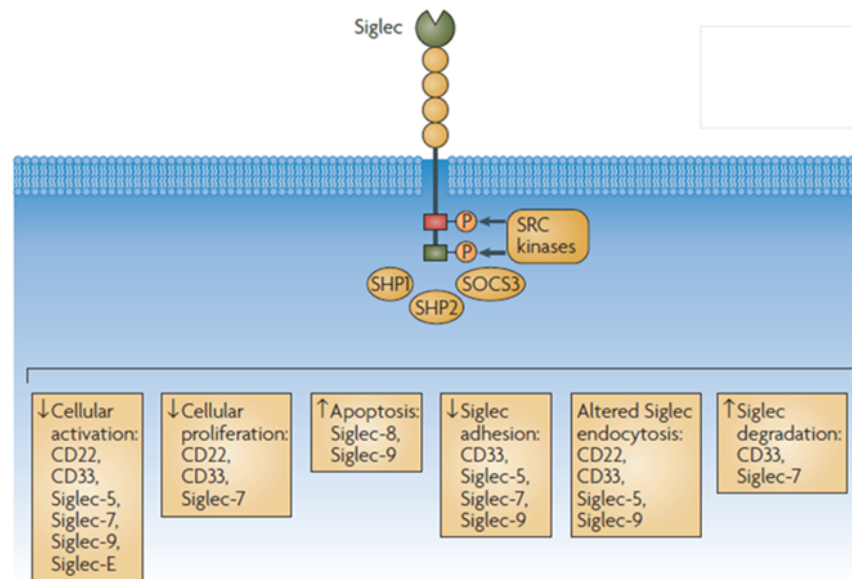 Siglec
P
SRC
kinases
P
SHP1
SOCS3
SHP2
↓Cellular
activation:
CD22,
CD33,
Siglec-5,
Siglec-7,
Siglec-9,
Siglec-E
↓Cellular
proliferation:
CD22,
CD33,
Siglec-7
↑Apoptosis:
Siglec-8,
Siglec-9
↓Siglec
adhesion:
CD33,
Siglec-5,
Siglec-7,
Siglec-9
Altered Siglec
endocytosis:
CD22,
CD33,
Siglec-5,
Siglec-9
↑Siglec
degradation:
CD33,
Siglec-7